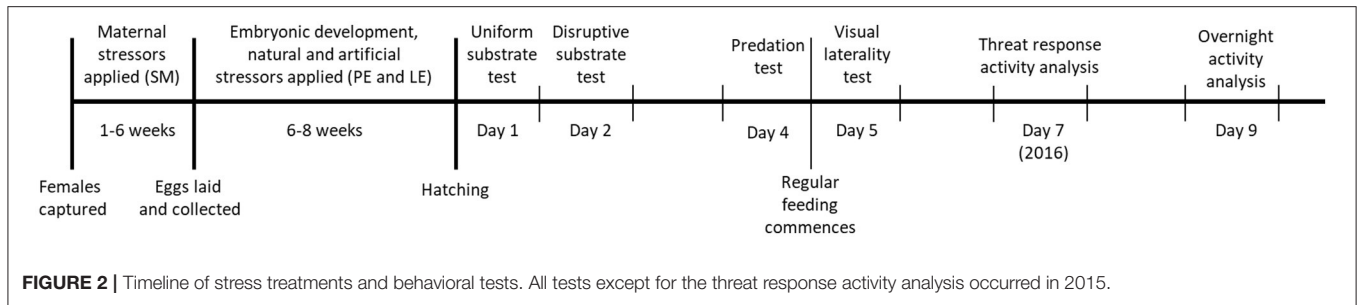 Maternal
stressors
applied (SM)
Embryonic development,
natural and artificial
stressors applied (PE and LE)
Uniform
substrate
test
Disruptive
substrate
test
Predation
test
Visual
laterality
test
Threat response
activity analysis
Overnight
activity
analysis
1-6 weeks
6-8 weeks
Day 1
Day 2
Day 4
Day 5
Day 7
(2016)
Day 9
Females
captured
Eggs laid
and collected
Hatching
Regular
feeding
commences
FIGURE 2 | Timeline of stress treatments and behavioral tests. All tests except for the threat response activity analysis occurred in 2015.